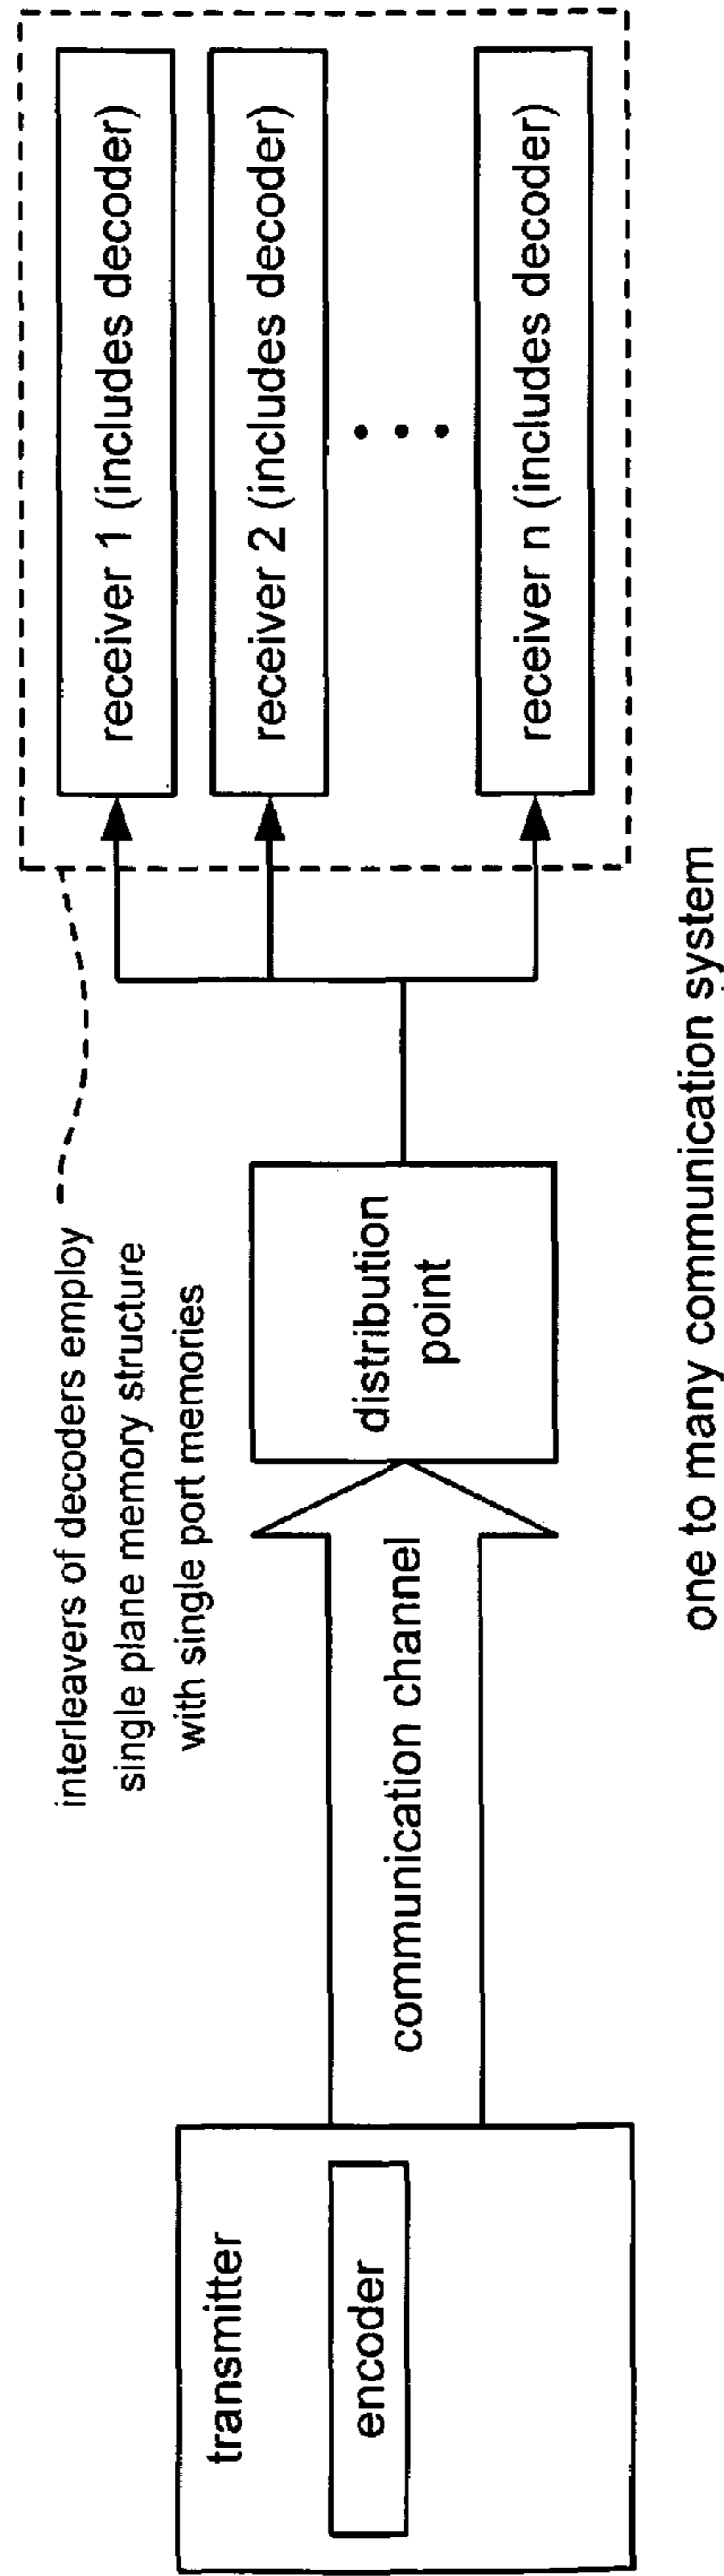 transmitter
encoder
communication channel
distribution
point
interleavers of decoders employ
single plane memory structure
with single port memories
receiver 1 (includes decoder)
receiver 2 (includes decoder)
receiver n (includes decoder)
one to many communication system